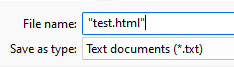 File name: "test.html"
Save as type: Text documents (*.txt)